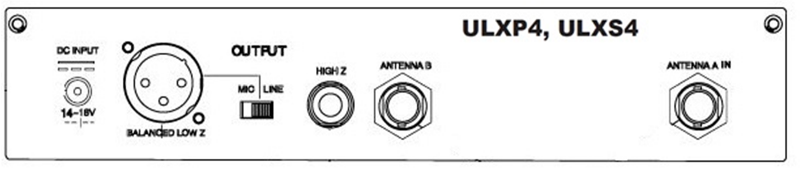 ULXP4, ULXS4
DC INPUT
14~18V
BALANCED LOW Z
OUTPUT
MIC LINE
HIGH Z
ANTENNA B
ANTENNA A IN